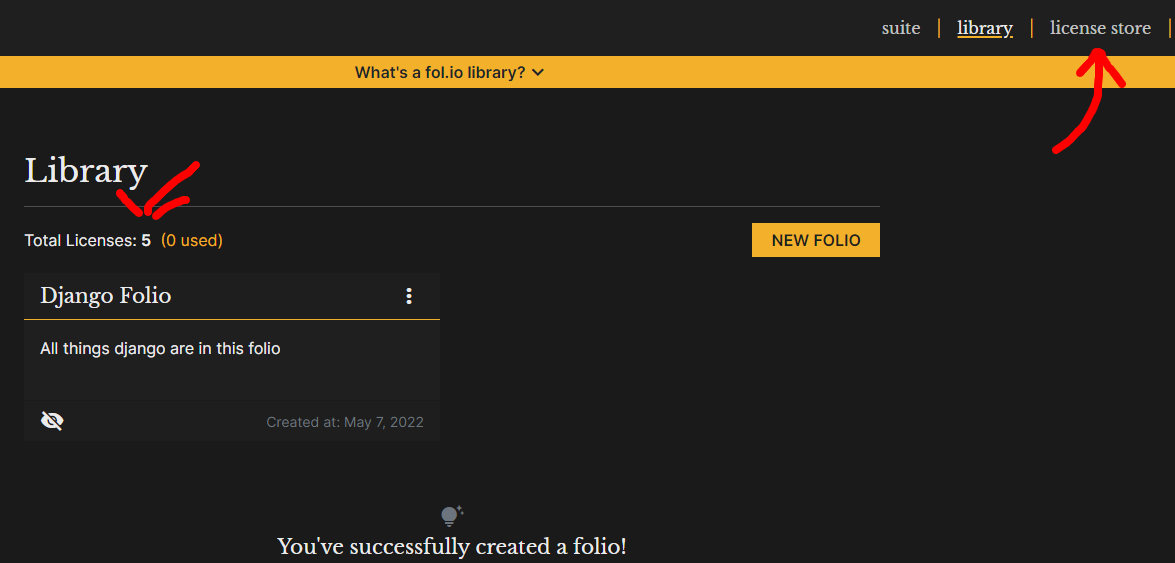 suite | library | license store |
What's a fol.io library?
Library
Total Licenses: 5 (0 used)
NEW FOLIO
Django Folio
All things django are in this folio
Created at: May 7, 2022
You've successfully created a folio!